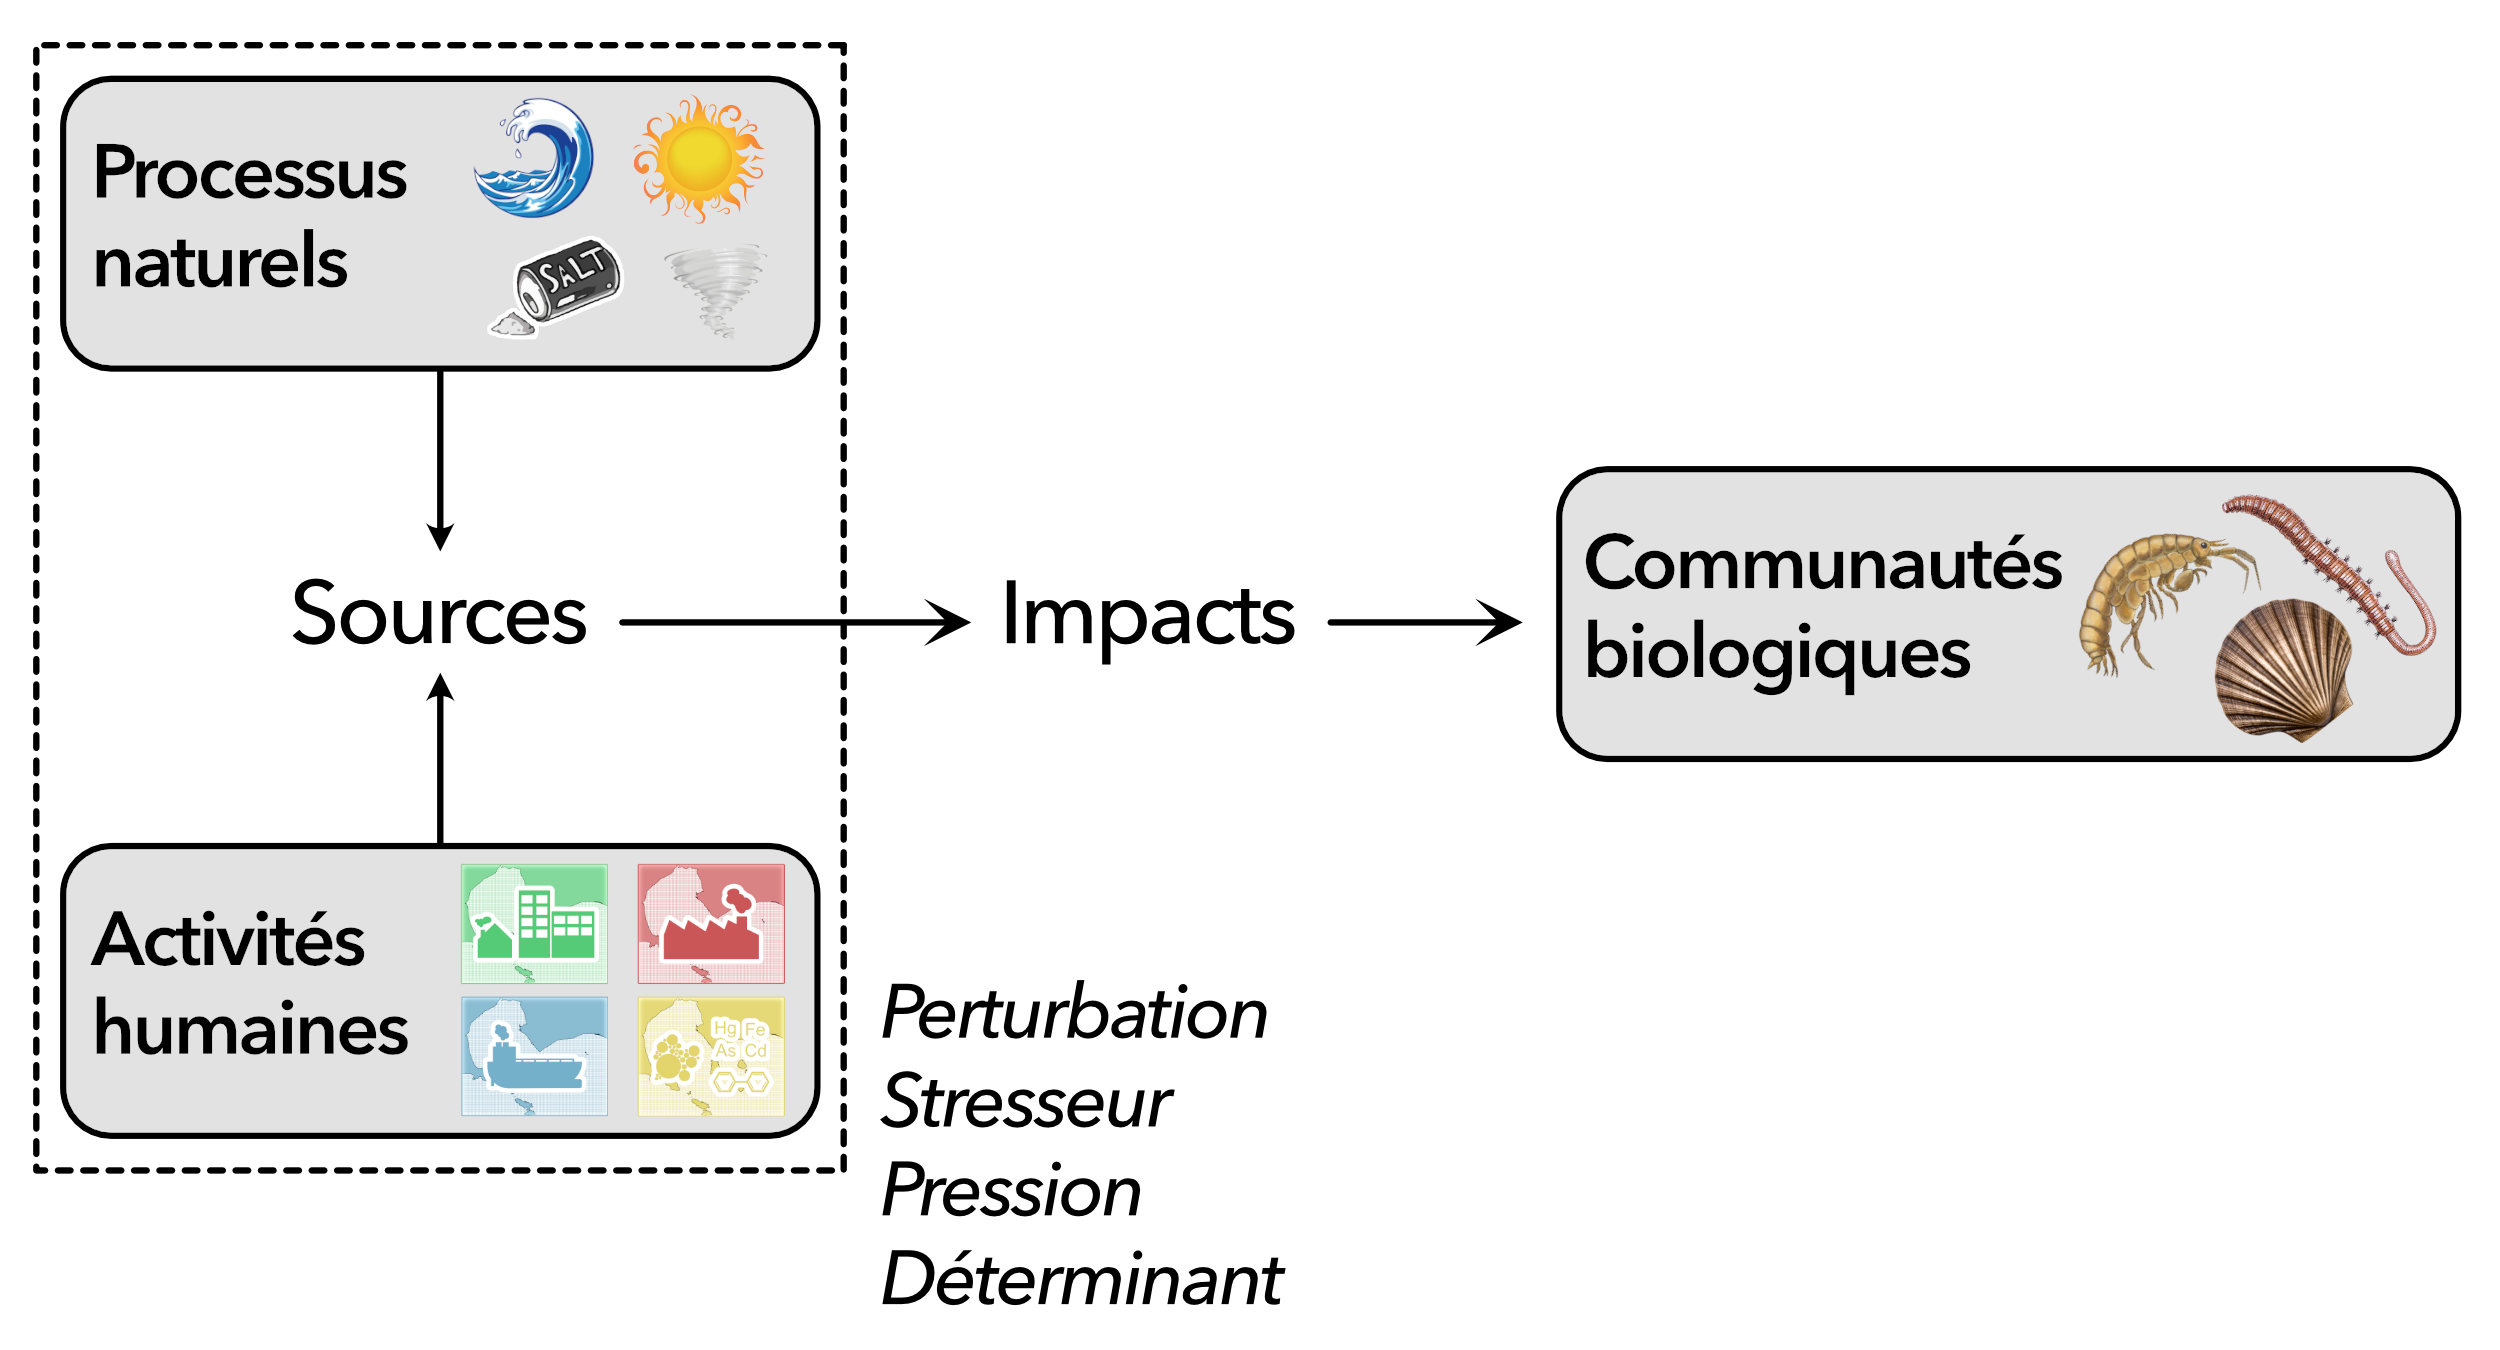 Processus
naturels
SALT
Sources
Impacts
Communautés
biologiques
Activités
humaines
Hg Fe
As Cd
Perturbation
Stresseur
Pression
Déterminant